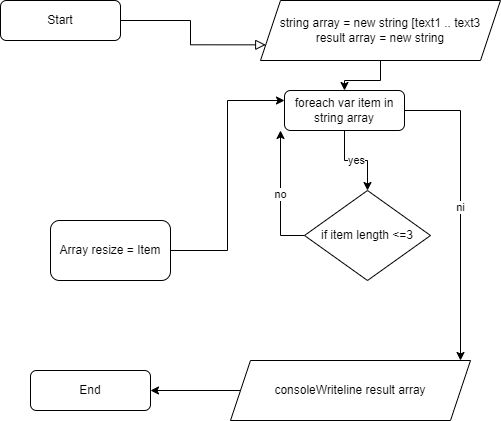 Start
string array = new string [text1 .. text3
result array = new string
foreach var item in
string array
yes
no
ni
if item length <=3
Array resize = Item
consoleWriteline result array
End